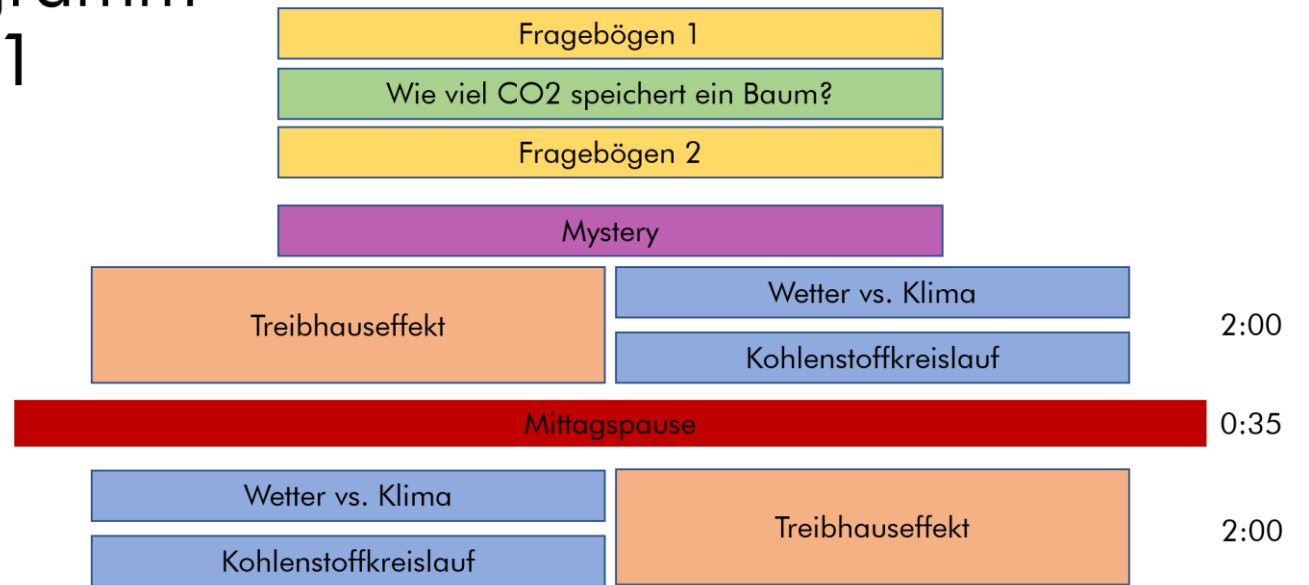 Fragebögen 1
1
Wie viel CO2 speichert ein Baum?
Fragebögen 2
Mystery
Treibhauseffekt
Wetter vs. Klima
Kohlenstoffkreislauf
2:00
Mittagspause
0:35
Wetter vs. Klima
Kohlenstoffkreislauf
Treibhauseffekt
2:00